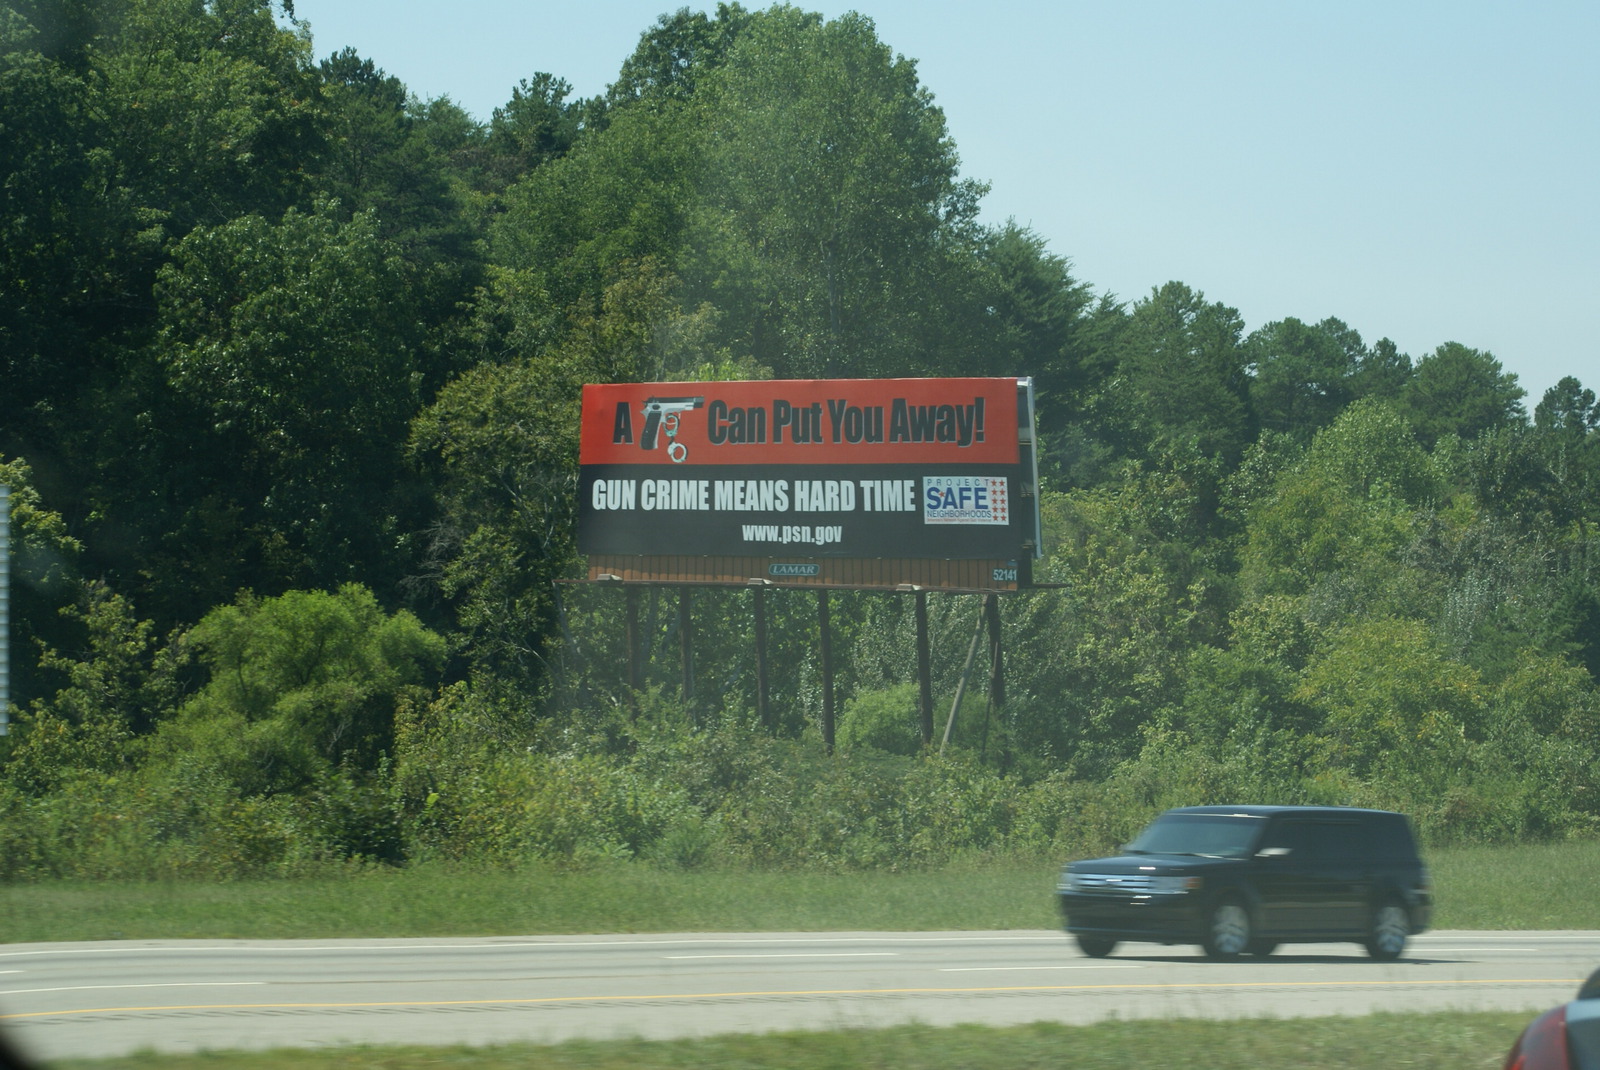 A Can Put You Away!
GUN CRIME MEANS HARD TIME
PROJECT
SAFE
NEIGHBORHOODS
www.psn.gov
LAMAR
52141